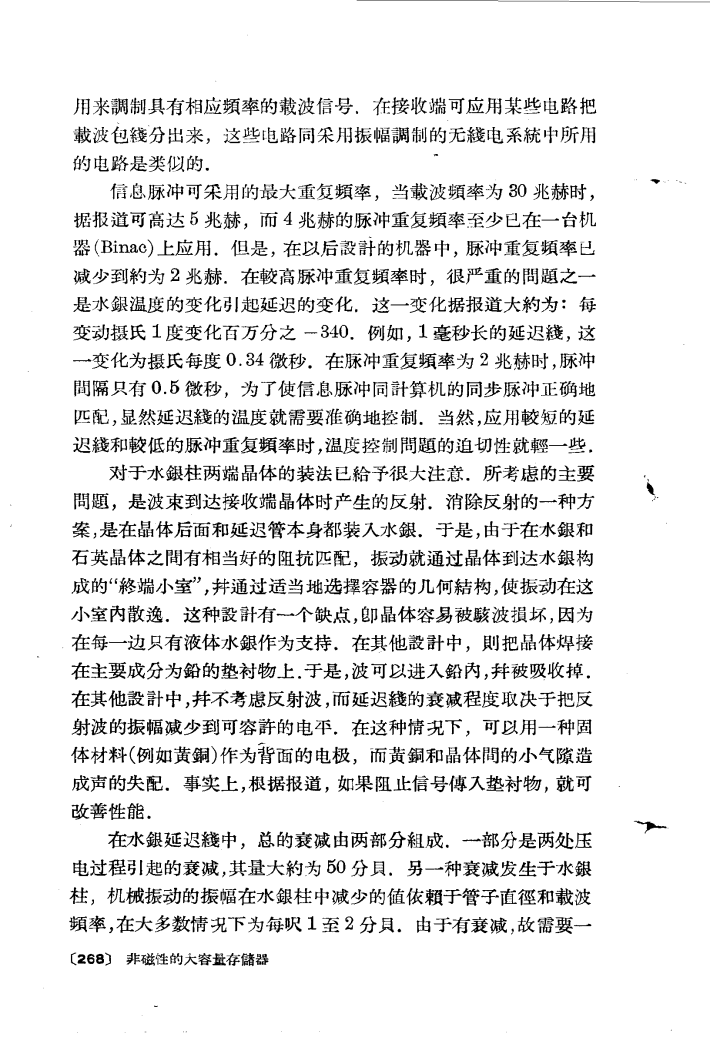 用来調制具有相应頻率的載波信号．在接收端可应用某些电路把
載波包綫分出来，这些电路同采用振幅調制的无綫电系統中所用
的电路是类似的．
信息脉冲可采用的最大重复頻率，当載波頻率为 30 兆赫时，
据报道可高达 5 兆赫，而 4 兆赫的脉冲重复頻率至少已在一台机
器(Binac)上应用．但是，在以后設計的机器中，脉冲重复頻率已
减少到約为 2 兆赫．在較高脉冲重复頻率时，很严重的問題之一
是水銀温度的变化引起延迟的变化．这一变化据报道大約为：每
变动摄氏 1 度变化百万分之 －340．例如，1 毫秒长的延迟綫，这
一变化为摄氏每度 0.34 微秒．在脉冲重复頻率为 2 兆赫时，脉冲
間隔只有 0.5 微秒，为了使信息脉冲同計算机的同步脉冲正确地
匹配，显然延迟綫的温度就需要准确地控制．当然，应用較短的延
迟綫和較低的脉冲重复頻率时，温度控制問題的迫切性就輕一些．
对于水銀柱两端晶体的装法已給予很大注意．所考虑的主要
問題，是波束到达接收端晶体时产生的反射．消除反射的一种方
案，是在晶体后面和延迟管本身都装入水銀．于是，由于在水銀和
石英晶体之間有相当好的阻抗匹配，振动就通过晶体到达水銀构
成的“終端小室”，幷通过适当地选擇容器的几何結构，使振动在这
小室內散逸．这种設計有一个缺点，卽晶体容易被駭波損坏，因为
在每一边只有液体水銀作为支持．在其他設計中，則把晶体焊接
在主要成分为鉛的垫衬物上．于是，波可以进入鉛內，幷被吸收掉．
在其他設計中，幷不考虑反射波，而延迟綫的衰减程度取决于把反
射波的振幅减少到可容許的电平．在这种情况下，可以用一种固
体材料(例如黃銅)作为背面的电极，而黃銅和晶体間的小气隙造
成声的失配．事实上，根据报道，如果阻止信号傳入垫衬物，就可
改善性能．
在水銀延迟綫中，总的衰减由两部分組成．一部分是两处压
电过程引起的衰减，其量大約为 50 分貝．另一种衰减发生于水銀
柱，机械振动的振幅在水銀柱中减少的值依賴于管子直徑和載波
頻率，在大多数情况下为每呎 1 至 2 分貝．由于有衰减，故需要一
〔268〕 非磁性的大容量存儲器